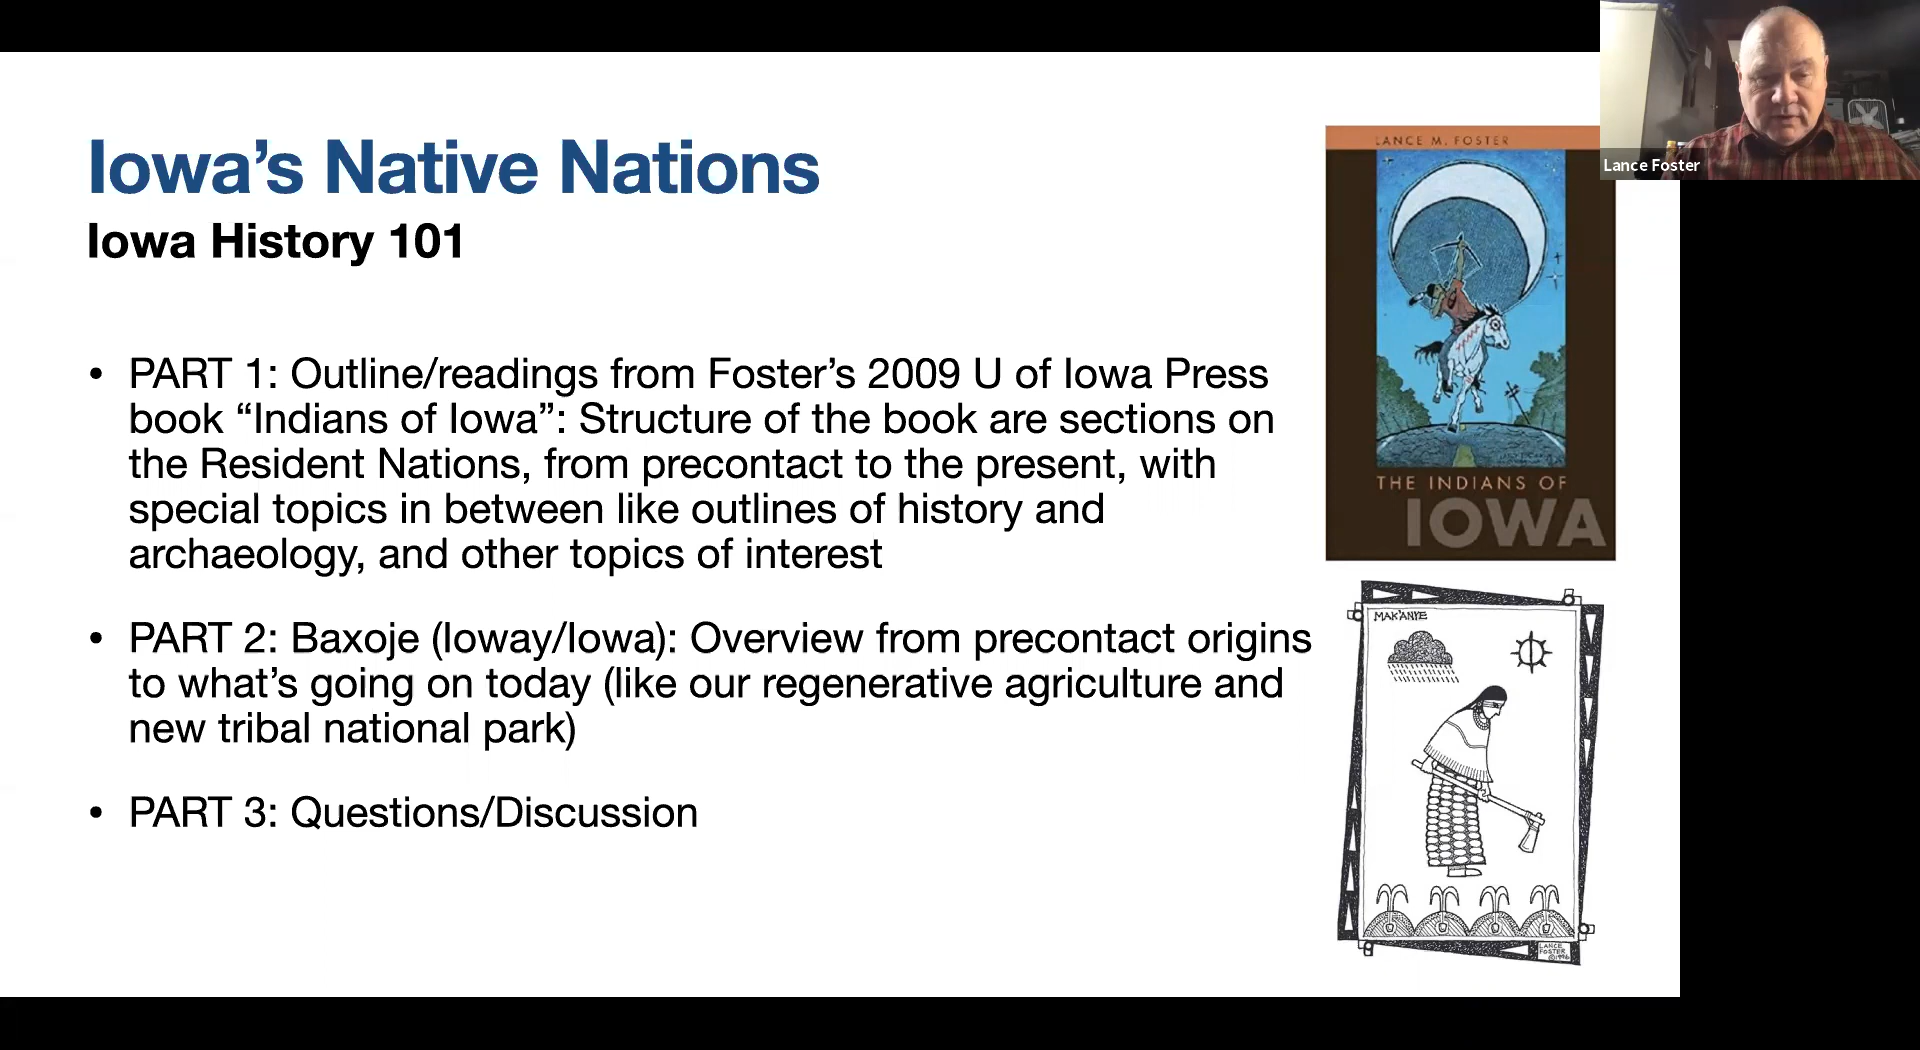 Iowa’s Native Nations
Iowa History 101
• PART 1: Outline/readings from Foster’s 2009 U of Iowa Press
book “Indians of Iowa”: Structure of the book are sections on
the Resident Nations, from precontact to the present, with
special topics in between like outlines of history and
archaeology, and other topics of interest
• PART 2: Baxoje (Ioway/Iowa): Overview from precontact origins
to what’s going on today (like our regenerative agriculture and
new tribal national park)
• PART 3: Questions/Discussion
LANCE M. FOSTER
THE INDIANS OF
IOWA
Lance Foster
MAK'ANYE
LANCE
FOSTER
©1996